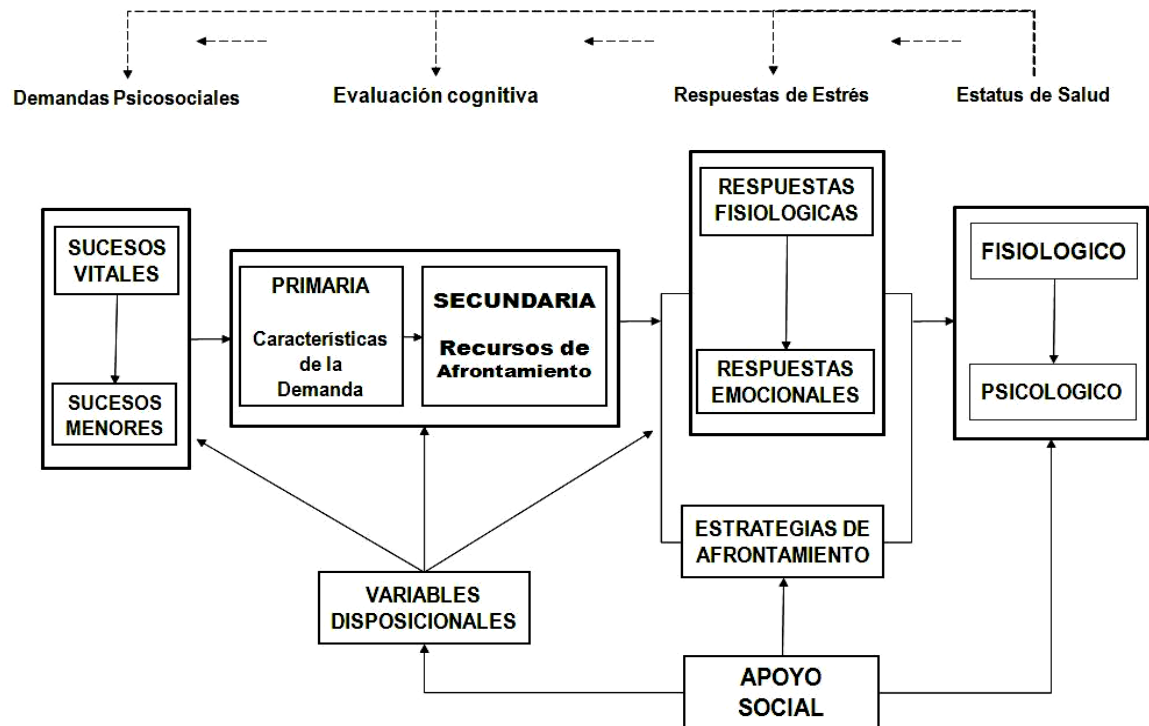 Demandas Psicosociales
Evaluación cognitiva
Respuestas de Estrés
Estatus de Salud
SUCESOS
VITALES
SUCESOS
MENORES
PRIMARIA
Características
de la
Demanda
SECUNDARIA
Recursos de
Afrontamiento
RESPUESTAS
FISIOLOGICAS
RESPUESTAS
EMOCIONALES
FISIOLOGICO
PSICOLOGICO
ESTRATEGIAS DE
AFRONTAMIENTO
VARIABLES
DISPOSICIONALES
APOYO
SOCIAL